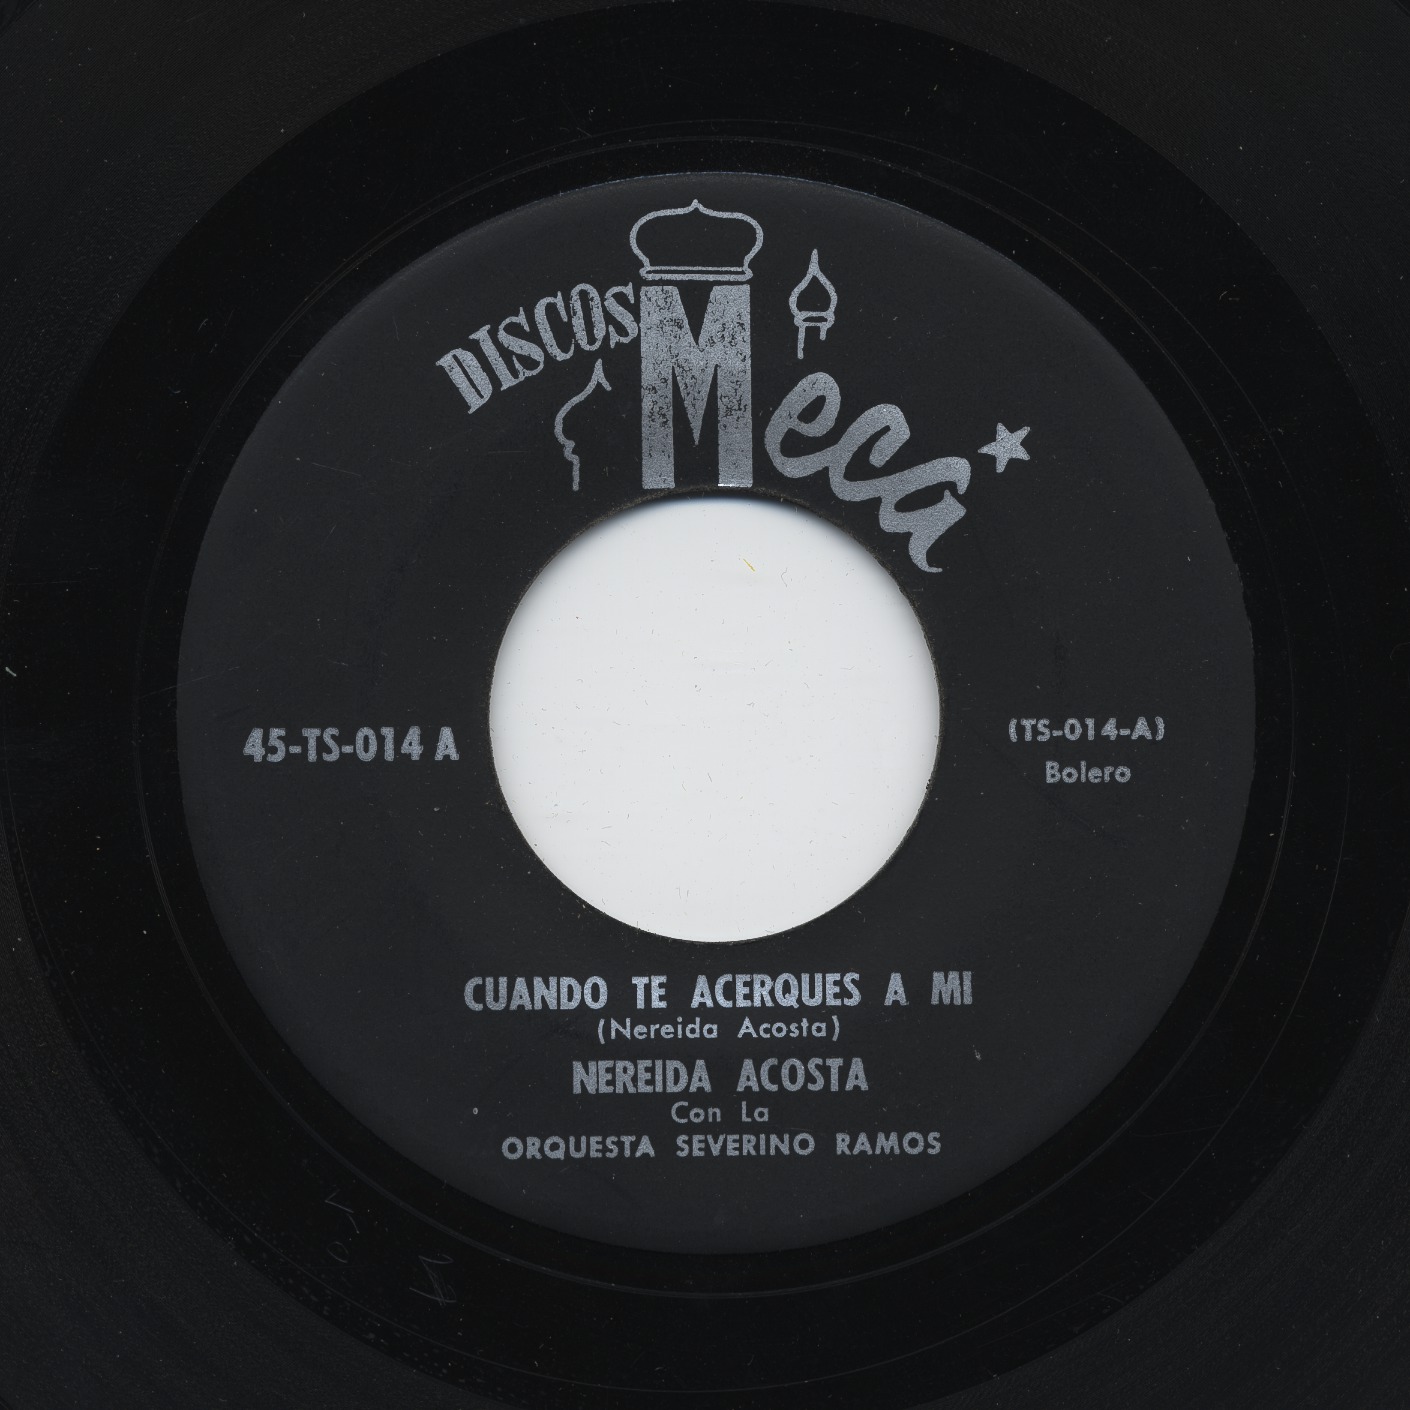 DISCOS Meca
45-TS-014 A
(TS-014-A)
Bolero
CUANDO TE ACERQUES A MI
(Nereida Acosta)
NEREIDA ACOSTA
Con La
ORQUESTA SEVERINO RAMOS